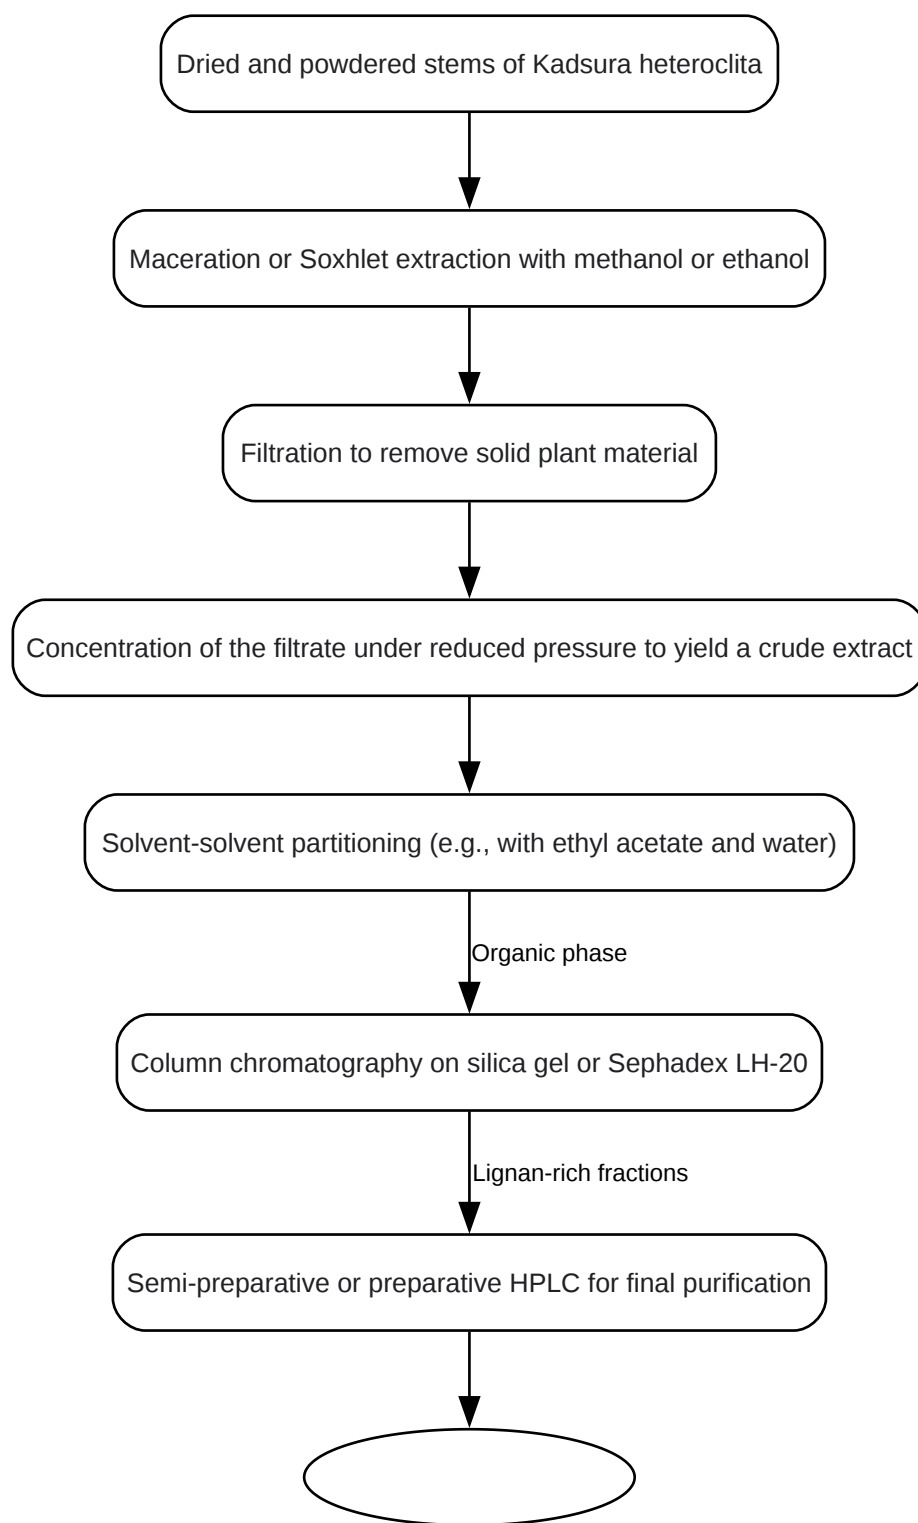 Dried and powdered stems of Kadsura heteroclita
Maceration or Soxhlet extraction with methanol or ethanol
Filtration to remove solid plant material
Concentration of the filtrate under reduced pressure to yield a crude extract
Solvent-solvent partitioning (e.g., with ethyl acetate and water)
Organic phase
Column chromatography on silica gel or Sephadex LH-20
Lignan-rich fractions
Semi-preparative or preparative HPLC for final purification